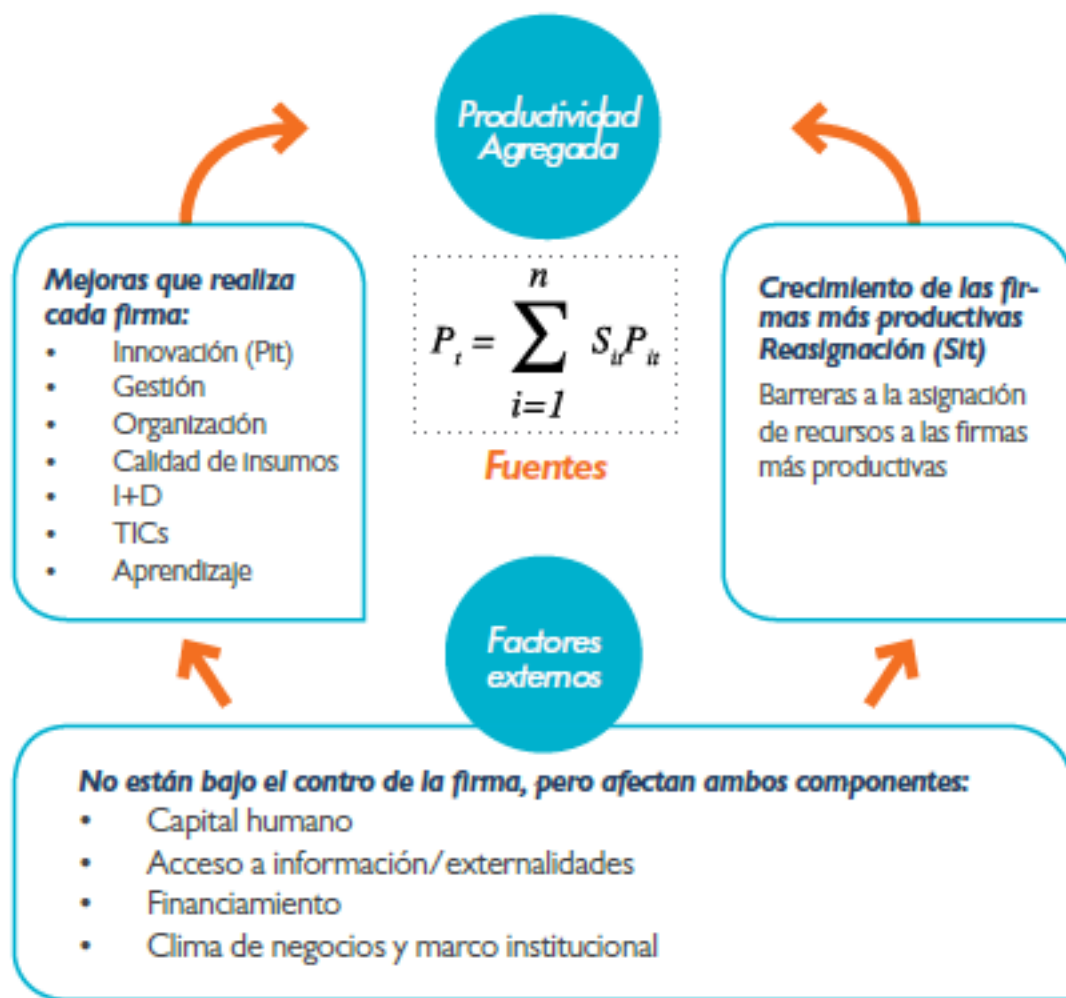 Productividad
Agregada
Mejoras que realiza
cada firma:
• Innovación (Pit)
• Gestión
• Organización
• Calidad de insumos
• I+D
• TICs
• Aprendizaje
n
P_t = ∑ S_it P_it
i=1
Fuentes
Crecimiento de las fir-
mas más productivas
Reasignación (Sit)
Barreras a la asignación
de recursos a las firmas
más productivas
Factores
externos
No están bajo el contro de la firma, pero afectan ambos componentes:
• Capital humano
• Acceso a información/externalidades
• Financiamiento
• Clima de negocios y marco institucional